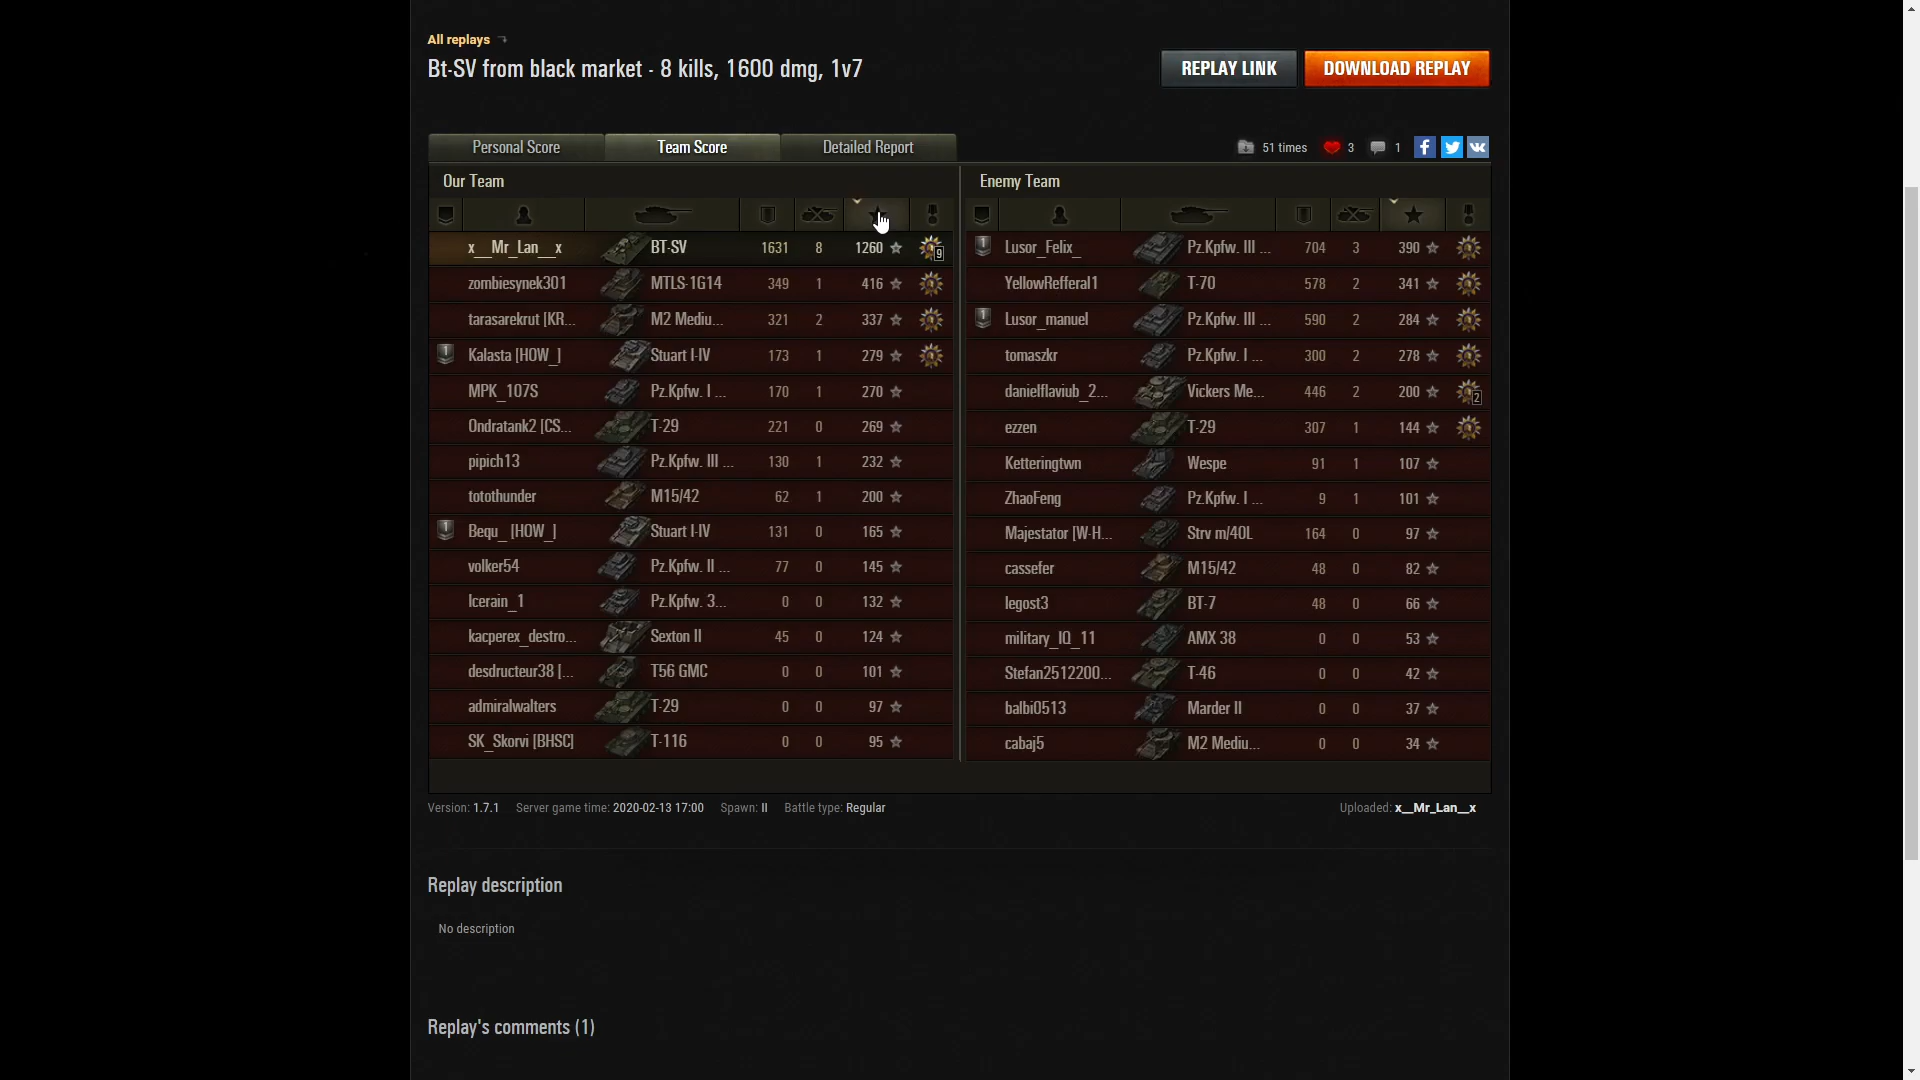 All replays
Bt-SV from black market - 8 kills, 1600 dmg, 1v7
REPLAY LINK
DOWNLOAD REPLAY
Personal Score
Team Score
Detailed Report
51 times
3
1
Our Team
x__Mr_Lan__x BT-SV 1631 8 1260 9
zombiesynek301 MTLS-1G14 349 1 416
tarasarekrut [KR... M2 Mediu... 321 2 337
1 Kalasta [HOW_] Stuart I-IV 173 1 279
MPK_107S Pz.Kpfw. I ... 170 1 270
Ondratank2 [CS... T-29 221 0 269
pipich13 Pz.Kpfw. III ... 130 1 232
totothunder M15/42 62 1 200
1 Bequ_ [HOW_] Stuart I-IV 131 0 165
volker54 Pz.Kpfw. II ... 77 0 145
Icerain_1 Pz.Kpfw. 3... 0 0 132
kacperex_destro... Sexton II 45 0 124
desdructeur38 [... T56 GMC 0 0 101
admiralwalters T-29 0 0 97
SK_Skorvi [BHSC] T-116 0 0 95
Enemy Team
1 Lusor_Felix_ Pz.Kpfw. III ... 704 3 390
YellowRefferal1 T-70 578 2 341
1 Lusor_manuel Pz.Kpfw. III ... 590 2 284
tomaszkr Pz.Kpfw. I ... 300 2 278
danielflaviub_2... Vickers Me... 446 2 200 2
ezzen T-29 307 1 144
Ketteringtwn Wespe 91 1 107
ZhaoFeng Pz.Kpfw. I ... 9 1 101
Majestator [W-H... Strv m/40L 164 0 97
cassefer M15/42 48 0 82
legost3 BT-7 48 0 66
military_IQ_11 AMX 38 0 0 53
Stefan2512200... T-46 0 0 42
balbi0513 Marder II 0 0 37
cabaj5 M2 Mediu... 0 0 34
Version: 1.7.1 Server game time: 2020-02-13 17:00 Spawn: II Battle type: Regular
Uploaded: x__Mr_Lan__x
Replay description
No description
Replay's comments (1)